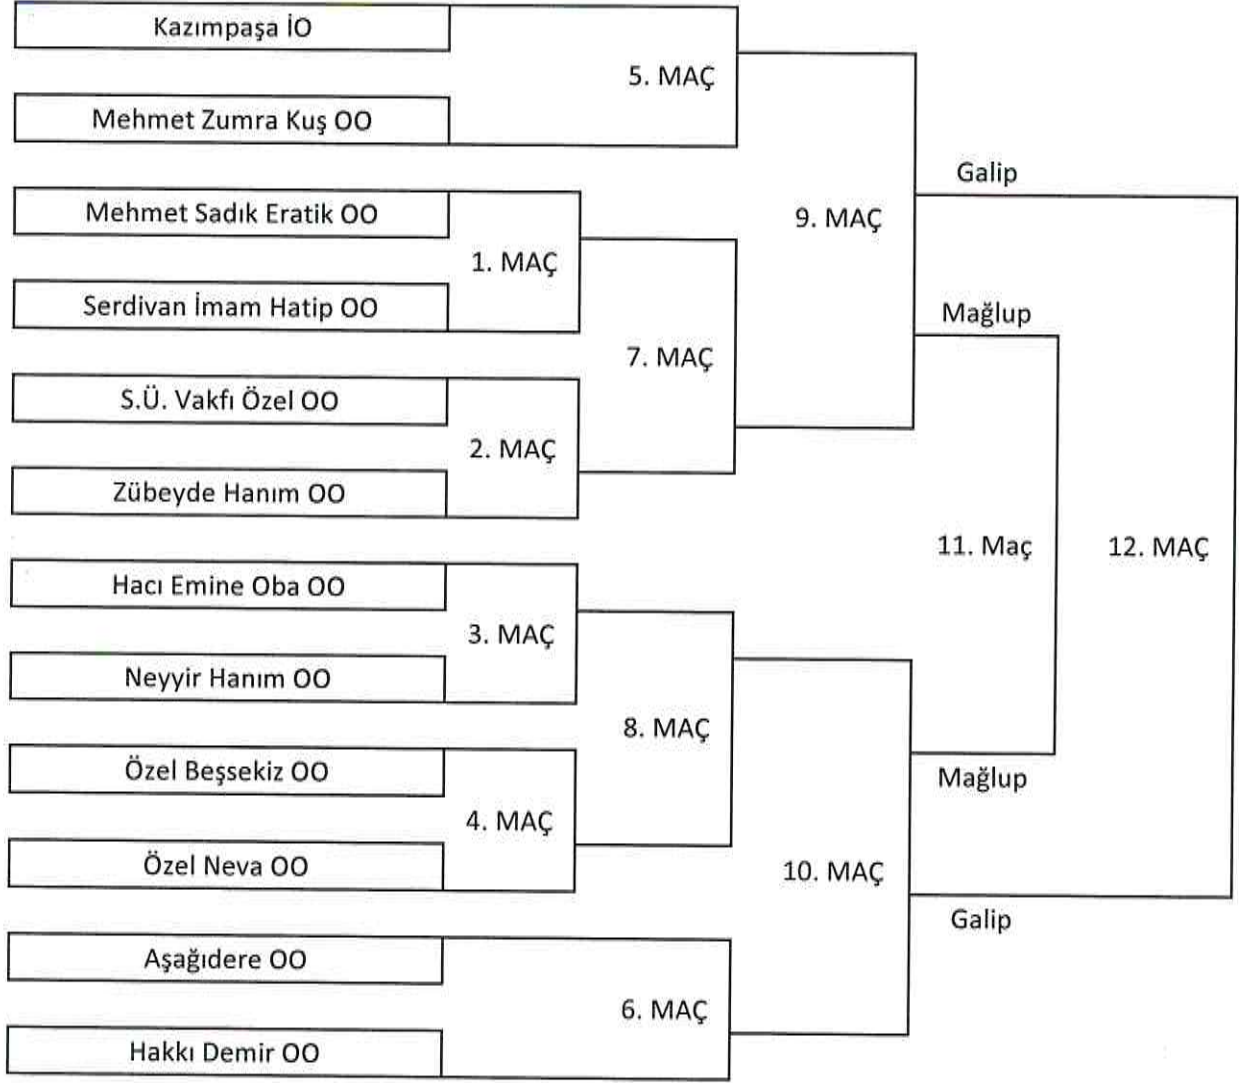 Kazımpaşa İO
5. MAÇ
Mehmet Zumra Kuş OO
Galip
Mehmet Sadık Eratik OO
9. MAÇ
1. MAÇ
Serdivan İmam Hatip OO
Mağlup
7. MAÇ
S.Ü. Vakfı Özel OO
2. MAÇ
Zübeyde Hanım OO
11. Maç
12. MAÇ
Hacı Emine Oba OO
3. MAÇ
Neyyir Hanım OO
8. MAÇ
Özel Beşsekiz OO
Mağlup
4. MAÇ
Özel Neva OO
10. MAÇ
Galip
Aşağıdere OO
6. MAÇ
Hakkı Demir OO